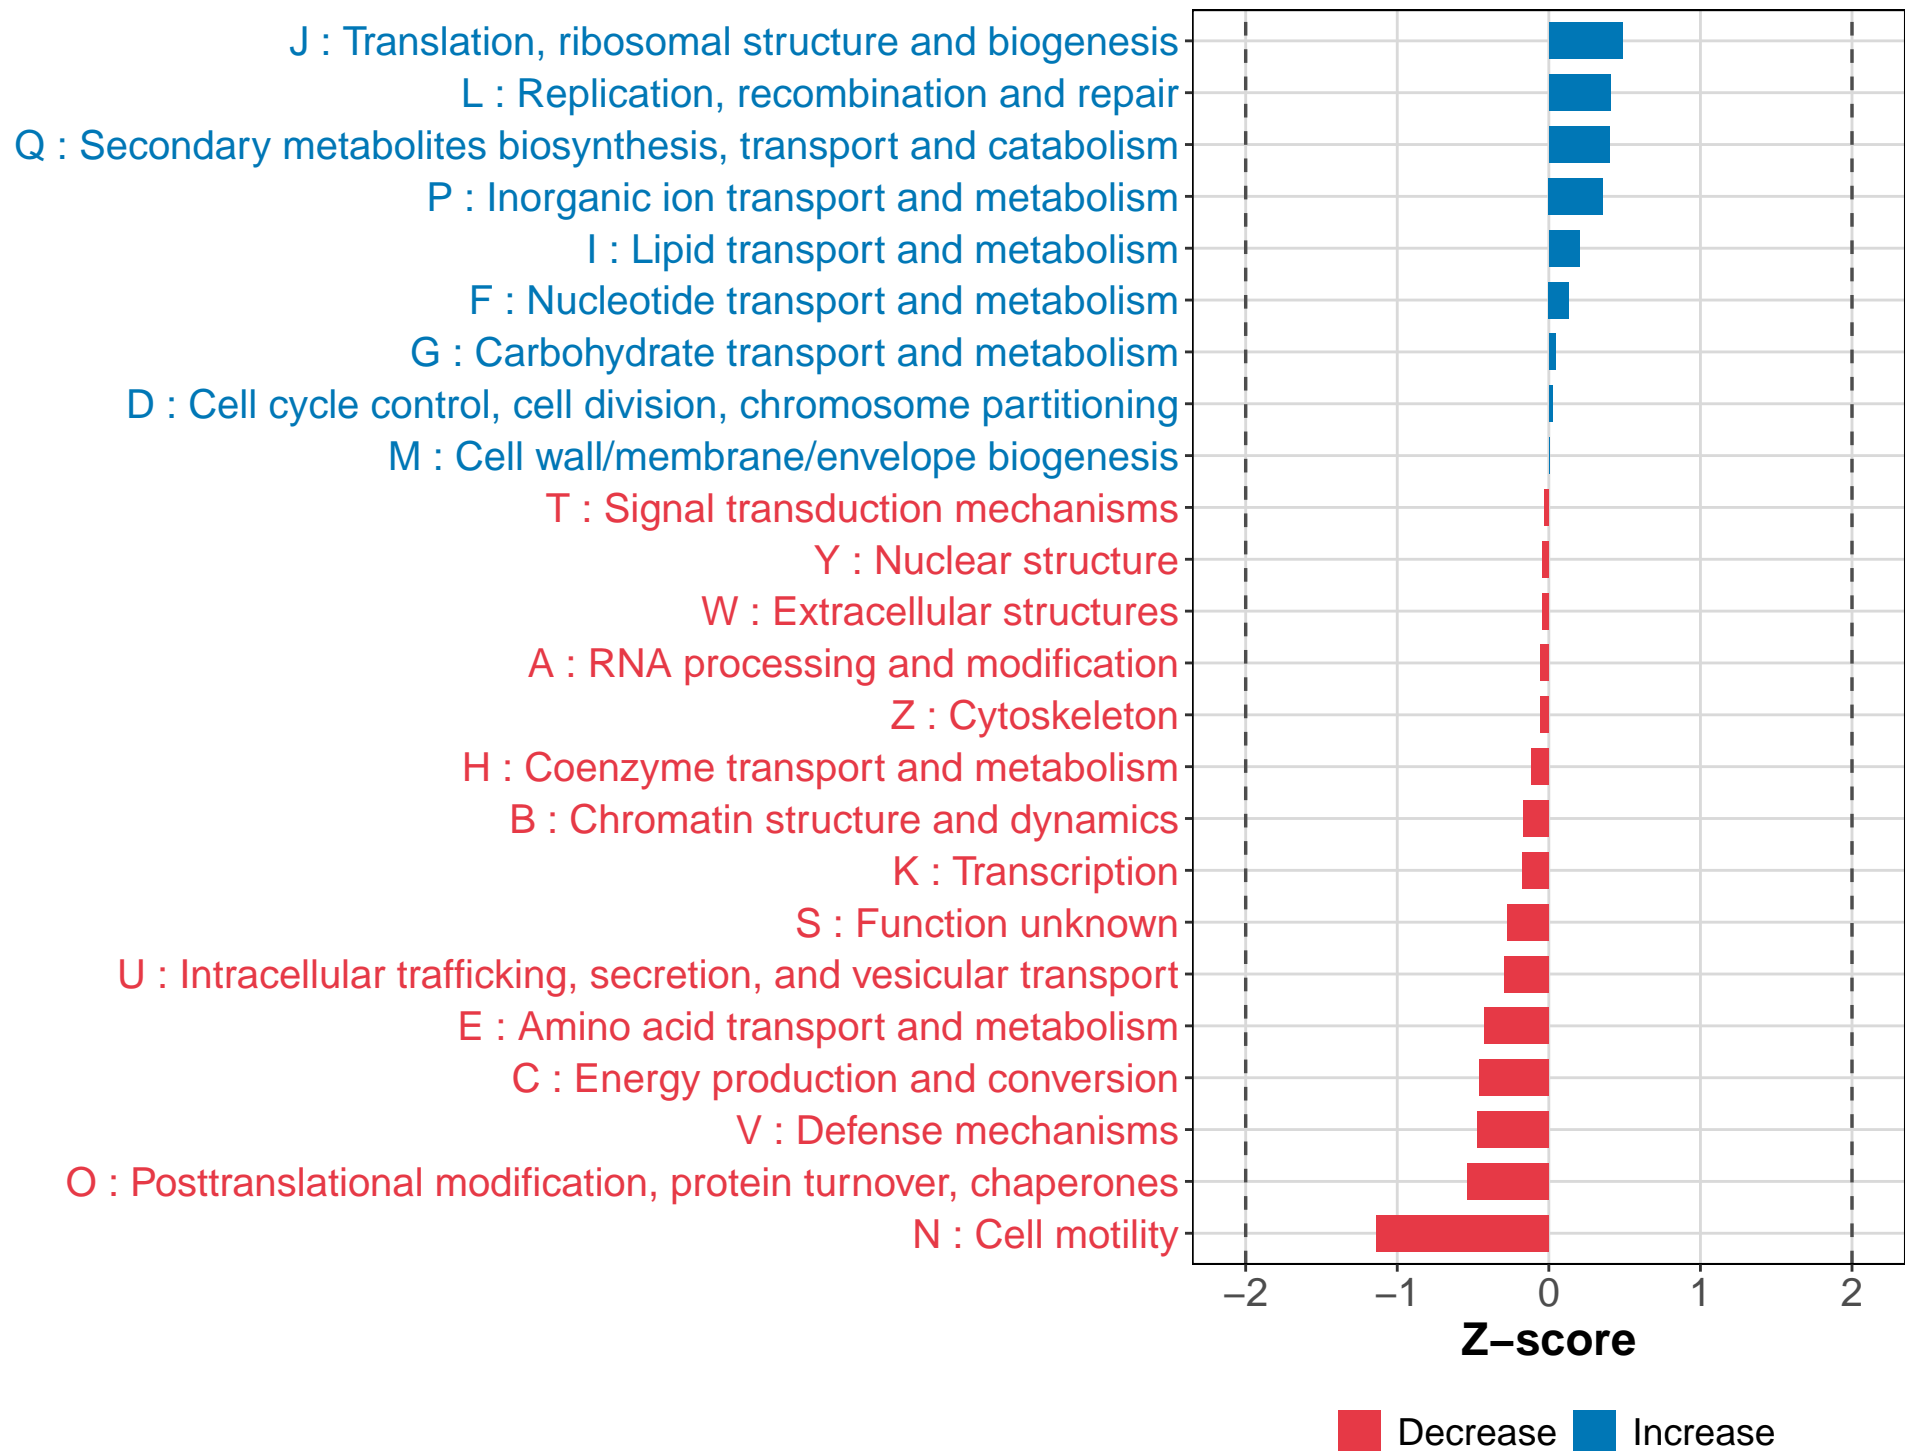 J : Translation, ribosomal structure and biogenesis
L : Replication, recombination and repair
Q : Secondary metabolites biosynthesis, transport and catabolism
P : Inorganic ion transport and metabolism
I : Lipid transport and metabolism
F : Nucleotide transport and metabolism
G : Carbohydrate transport and metabolism
D : Cell cycle control, cell division, chromosome partitioning
M : Cell wall/membrane/envelope biogenesis
T : Signal transduction mechanisms
Y : Nuclear structure
W : Extracellular structures
A : RNA processing and modification
Z : Cytoskeleton
H : Coenzyme transport and metabolism
B : Chromatin structure and dynamics
K : Transcription
S : Function unknown
U : Intracellular trafficking, secretion, and vesicular transport
E : Amino acid transport and metabolism
C : Energy production and conversion
V : Defense mechanisms
O : Posttranslational modification, protein turnover, chaperones
N : Cell motility
−2 −1 0 1 2
Z−score
Decrease Increase